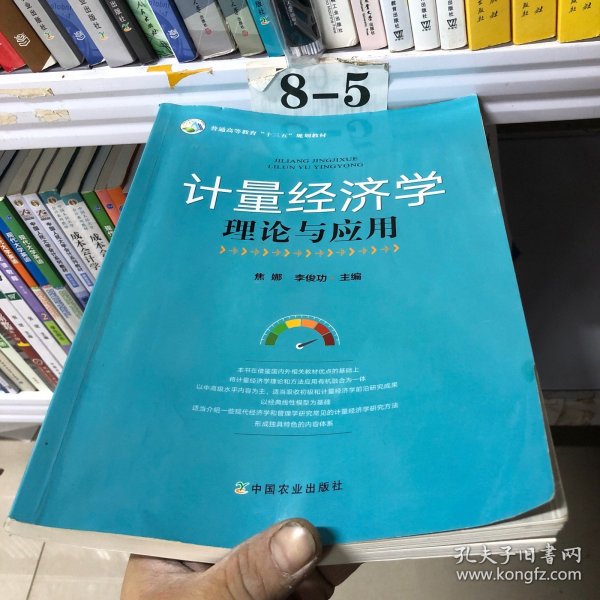 8-5
普通高等教育“十三五”规划教材
JILIANG JINGJIXUE
LILUN YU YINGYONG
计量经济学
理论与应用
焦娜 李俊功 主编
本书在借鉴国内外相关教材优点的基础上
将计量经济学理论和方法应用有机融合为一体
以中高级水平内容为主，适当吸收初级和计量经济学前沿研究成果
以经典线性模型为基础
适当介绍一些现代经济学和管理学研究常见的计量经济学研究方法
形成独具特色的内容体系
中国农业出版社
成本会计学
孔夫子旧书网
www.kongfz.com